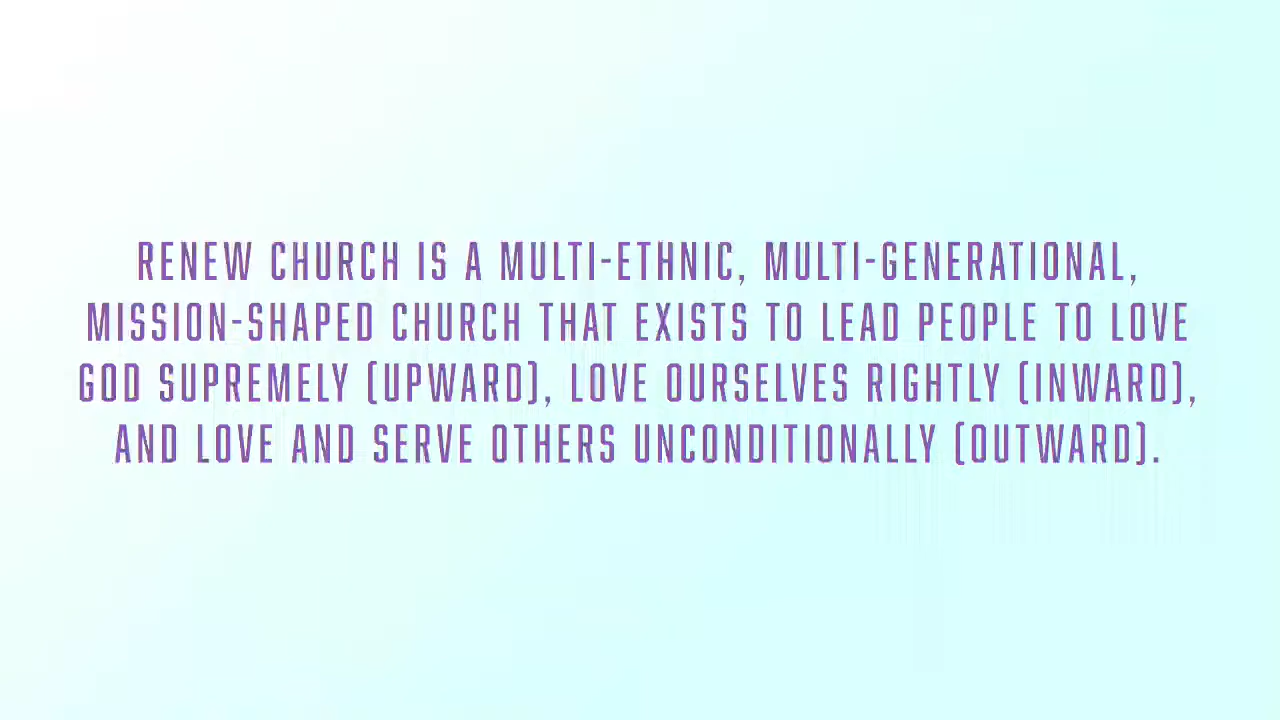 RENEW CHURCH IS A MULTI-ETHNIC, MULTI-GENERATIONAL,
MISSION-SHAPED CHURCH THAT EXISTS TO LEAD PEOPLE TO LOVE
GOD SUPREMELY (UPWARD), LOVE OURSELVES RIGHTLY (INWARD),
AND LOVE AND SERVE OTHERS UNCONDITIONALLY (OUTWARD).